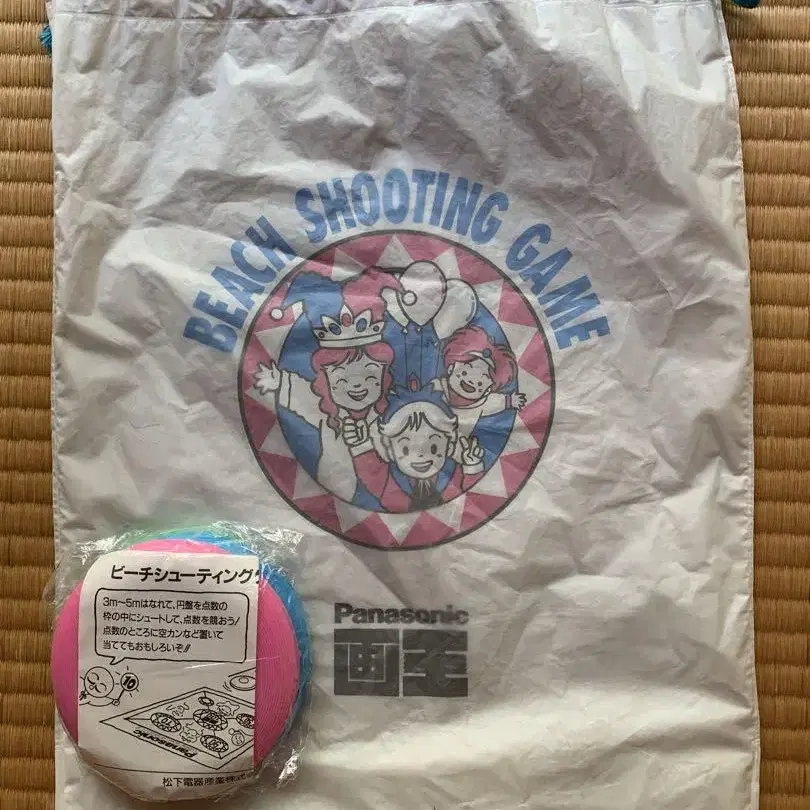 BEACH SHOOTING GAME
Panasonic
画王
ビーチシューティング
3m〜5mはなれて、円盤を点数の
枠の中にシュートして、点数を競おう!
点数のところに空カンなど置いて
当ててもおもしろいぞ!!
10
Panasonic
松下電器産業株式